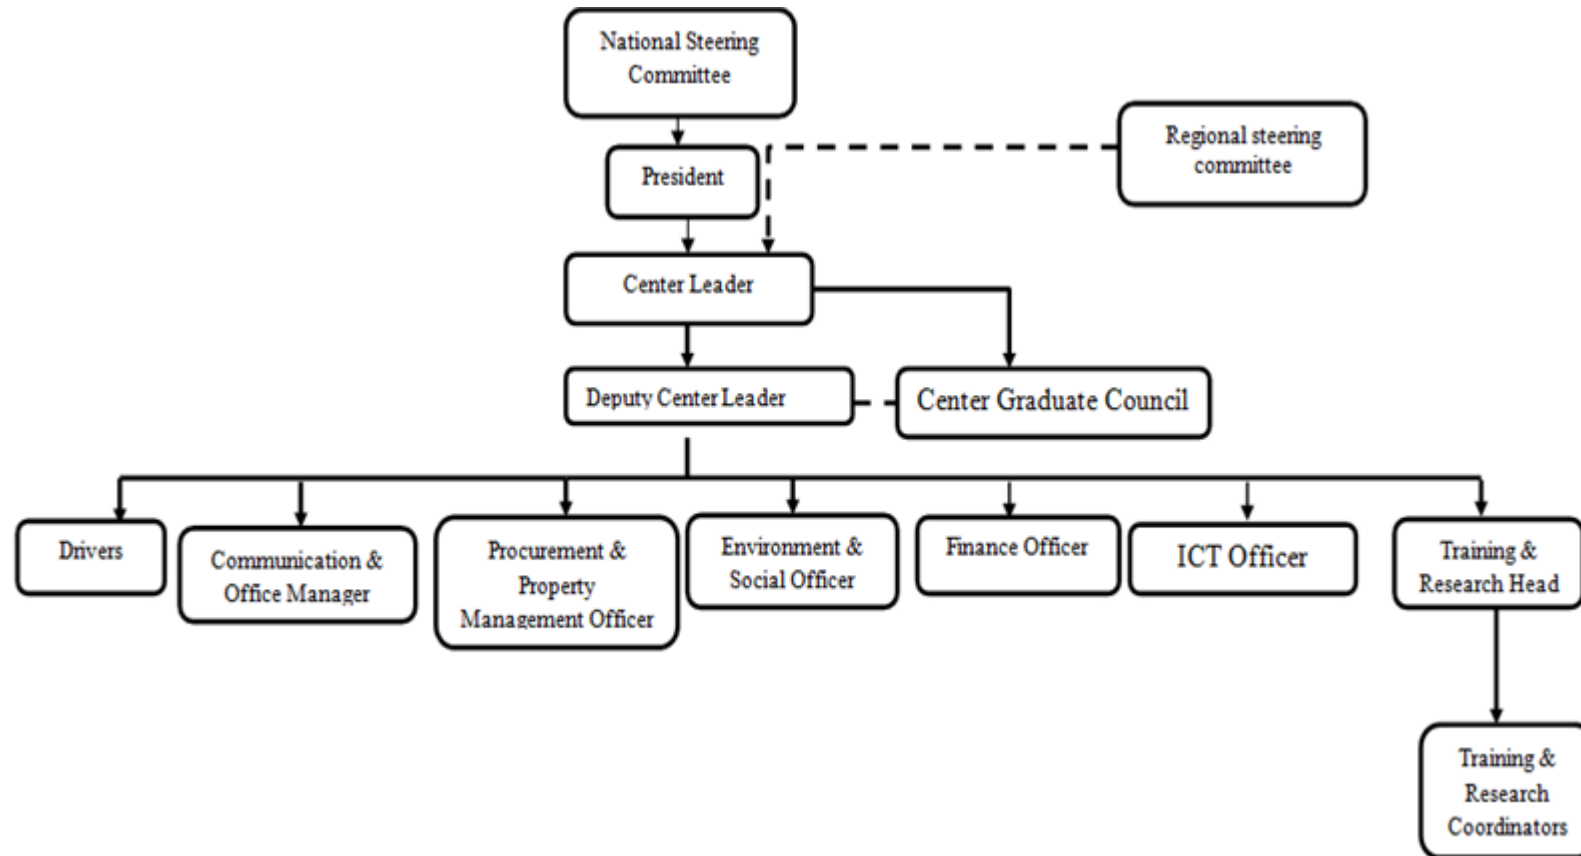 National Steering
Committee
Regional steering
committee
President
Center Leader
Deputy Center Leader
Center Graduate Council
Drivers
Communication &
Office Manager
Procurement &
Property
Management Officer
Environment &
Social Officer
Finance Officer
ICT Officer
Training &
Research Head
Training &
Research
Coordinators